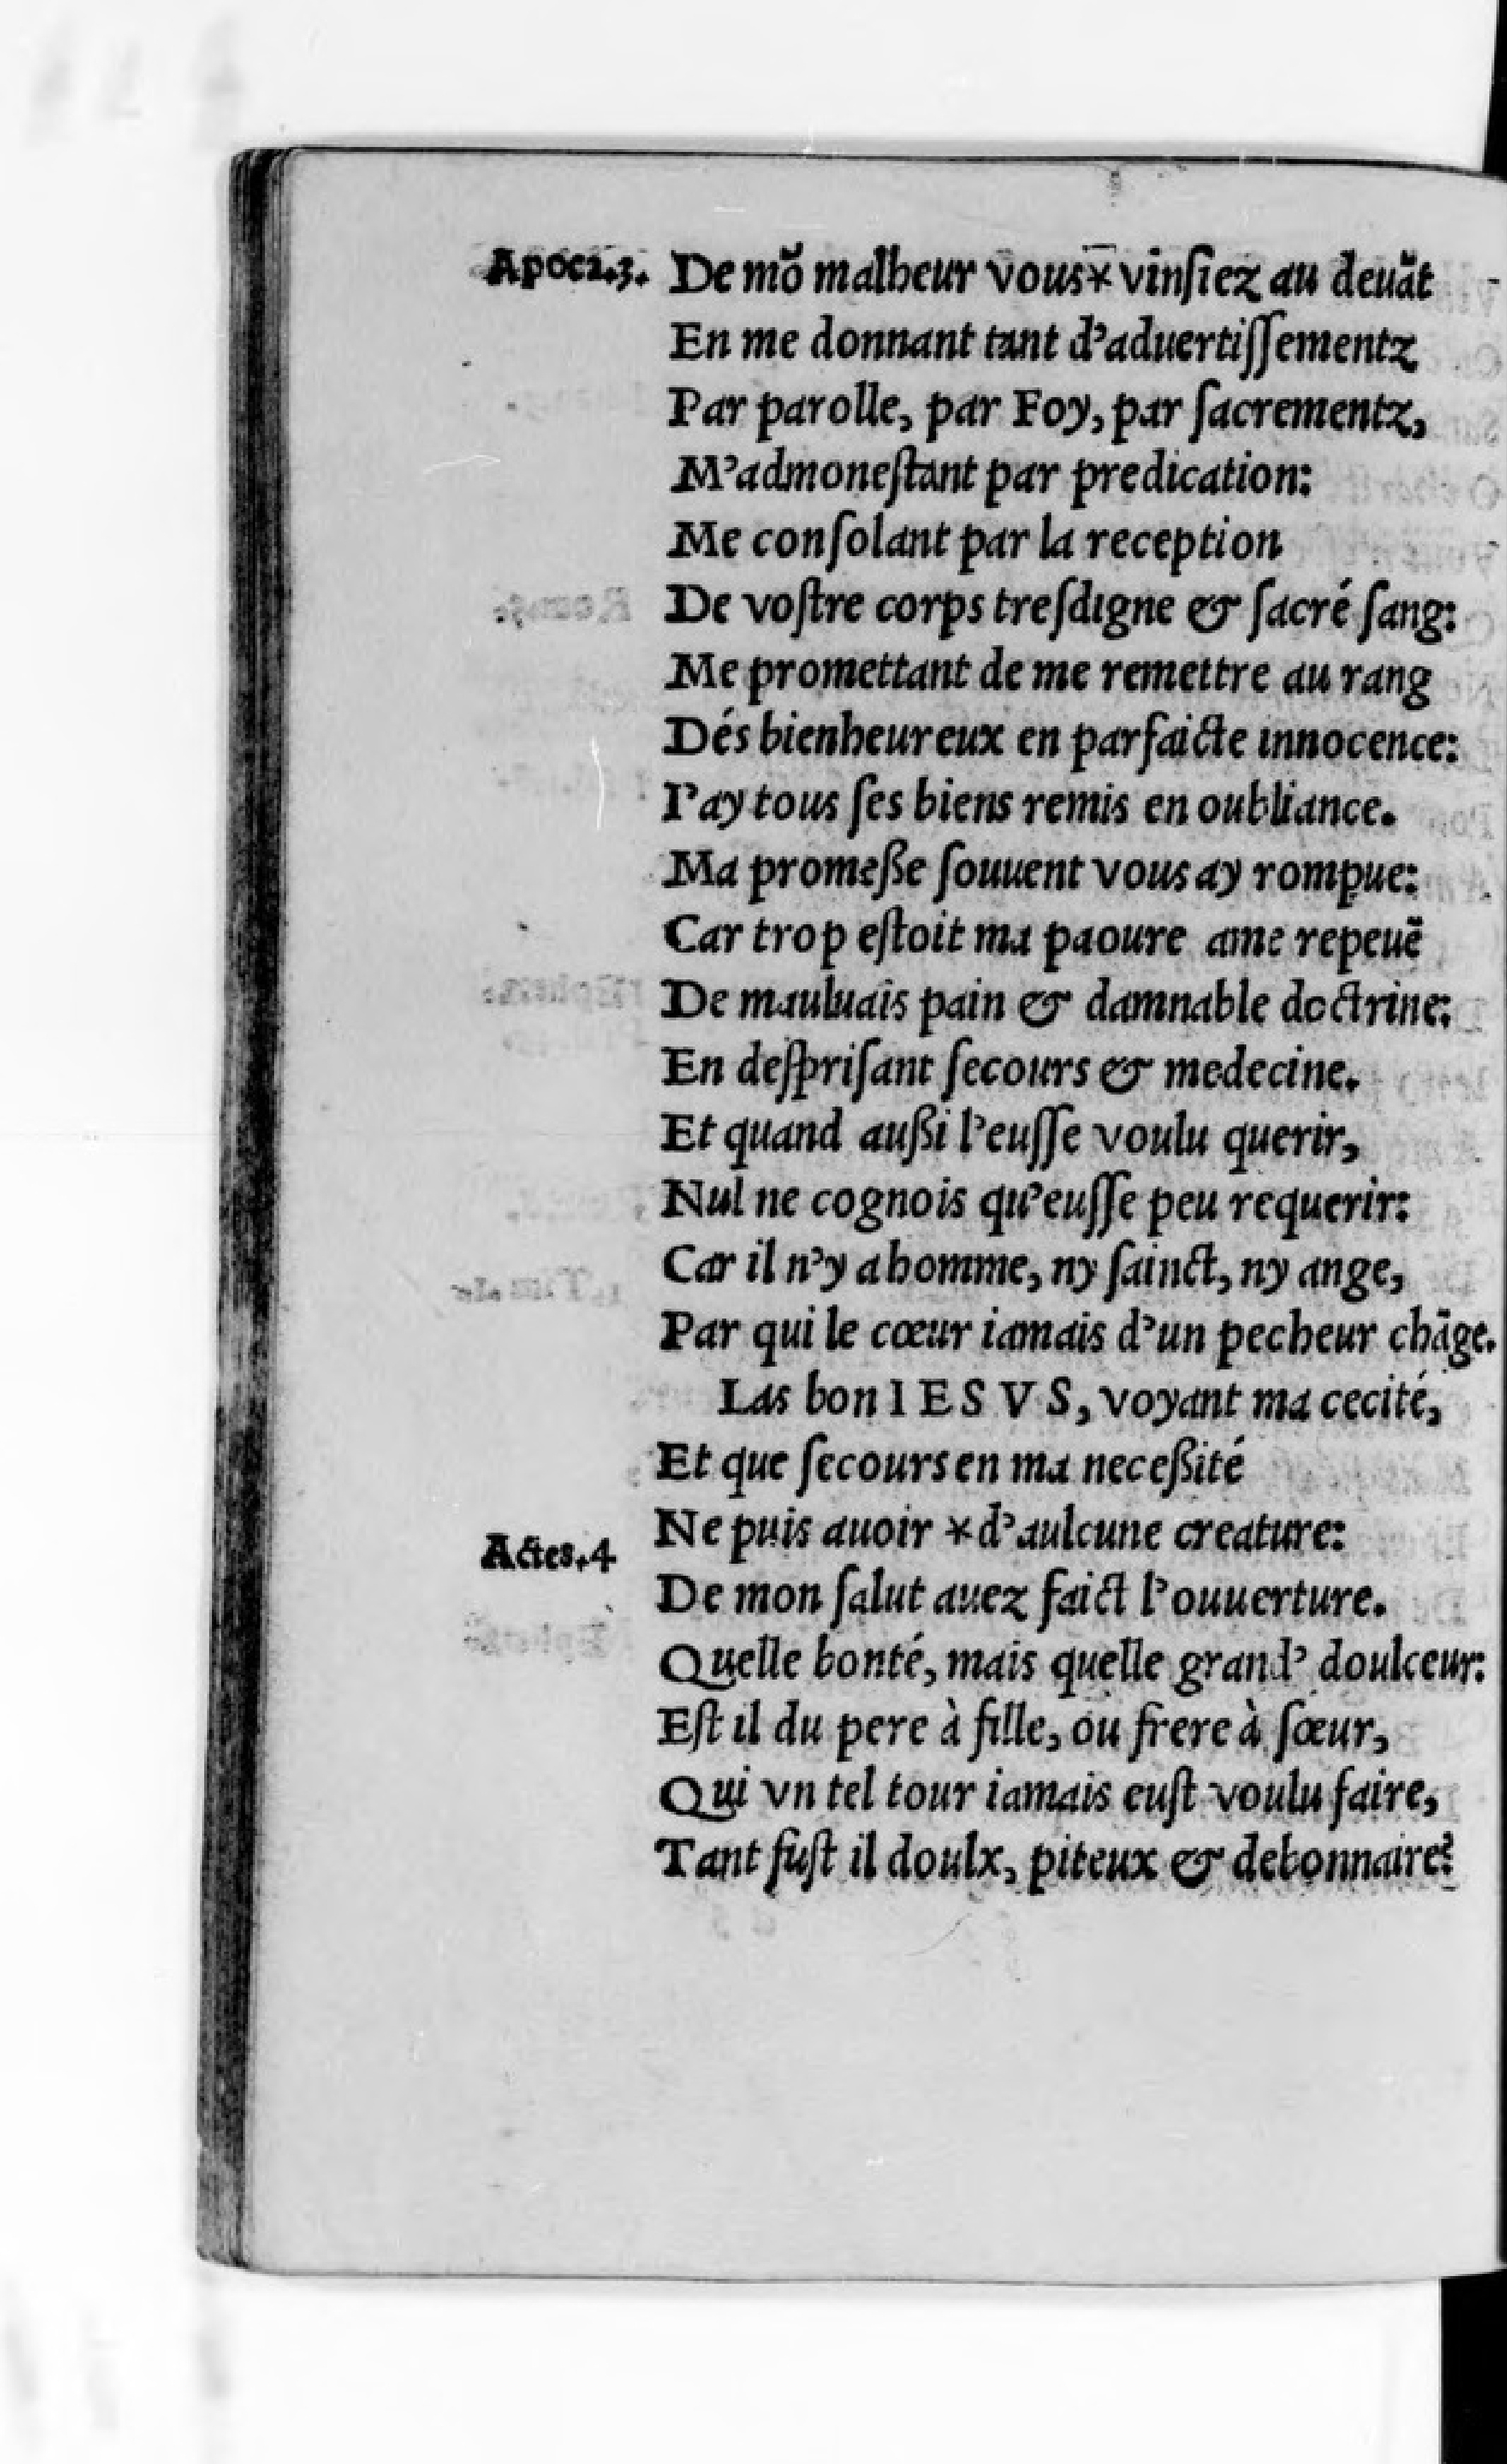 Apoca.3. De mõ malheur vous* vinſiez au deuãt
En me donnant tant d'aduertiſſementz
Par parolle, par Foy, par ſacrementz,
M'admoneſtant par predication:
Me conſolant par la reception
De voſtre corps treſdigne & ſacré ſang:
Me promettant de me remettre au rang
Dés bienheureux en parfaicte innocence:
I'ay tous ſes biens remis en oubliance.
Ma promeße ſouuent vous ay rompue:
Car trop eſtoit ma paoure ame repeuë
De mauluais pain & damnable doctrine:
En deſpriſant ſecours & medecine.
Et quand außi l'euſſe voulu querir,
Nul ne cognois qu'euſſe peu requerir:
Car il n'y a homme, ny ſainct, ny ange,
Par qui le cœur iamais d'un pecheur chãge.
Las bon IESVS, voyant ma cecité,
Et que ſecours en ma neceßité
Actes.4 Ne puis auoir *d'aulcune creature:
De mon ſalut auez faict l'ouuerture.
Quelle bonté, mais quelle grand' doulceur:
Eſt il du pere à fille, ou frere à ſœur,
Qui vn tel tour iamais euſt voulu faire,
Tant fuſt il doulx, piteux & debonnaire?